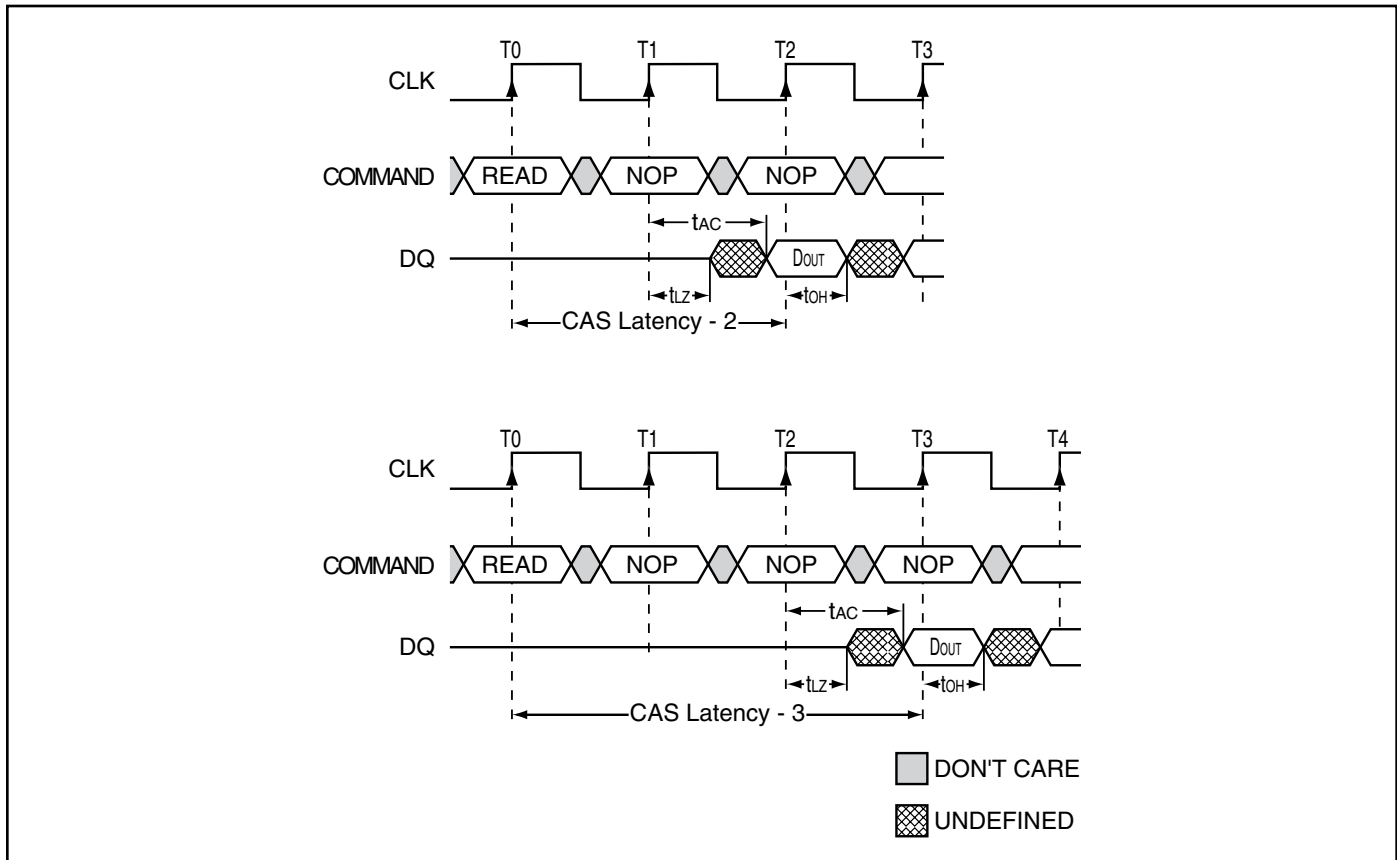 T0 T1 T2 T3
CLK
COMMAND READ NOP NOP
tAC
DQ DOUT
tLZ tOH
CAS Latency - 2
T0 T1 T2 T3 T4
CLK
COMMAND READ NOP NOP NOP
tAC
DQ DOUT
tLZ tOH
CAS Latency - 3
DON'T CARE
UNDEFINED